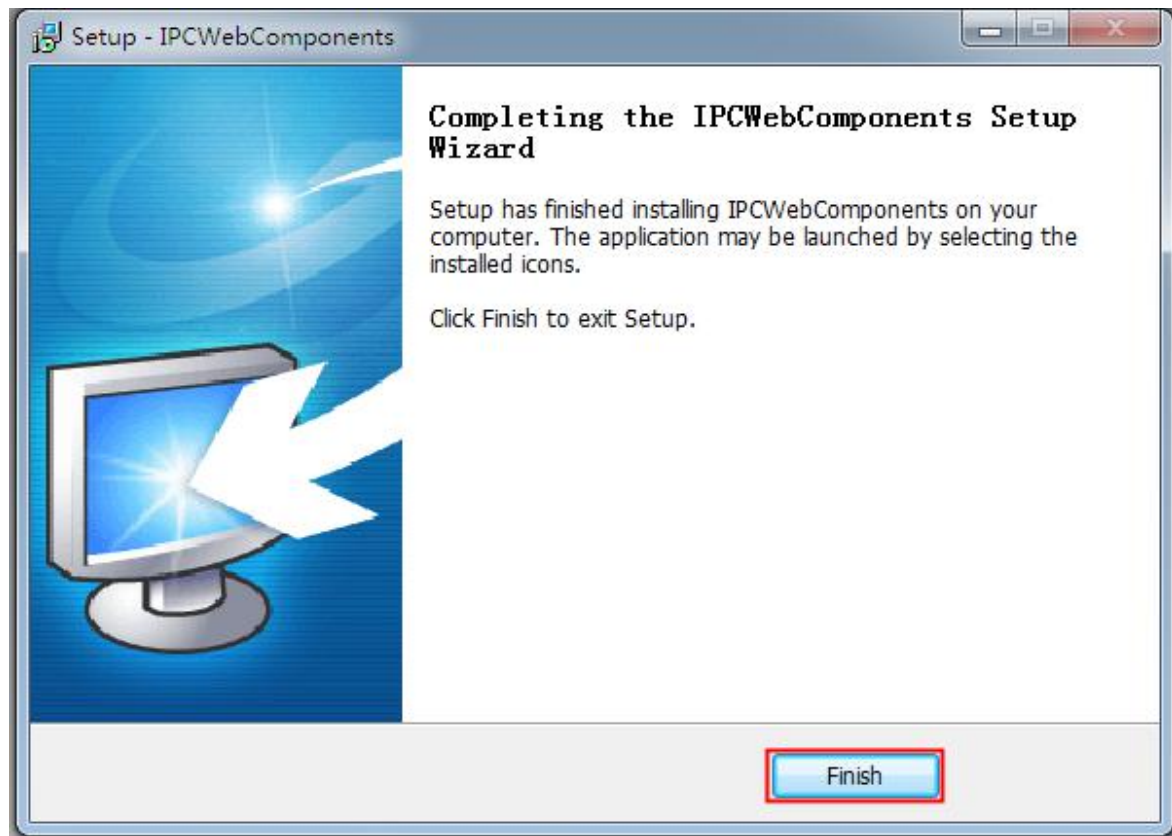 Setup - IPCWebComponents
Completing the IPCWebComponents Setup
Wizard
Setup has finished installing IPCWebComponents on your
computer. The application may be launched by selecting the
installed icons.
Click Finish to exit Setup.
Finish